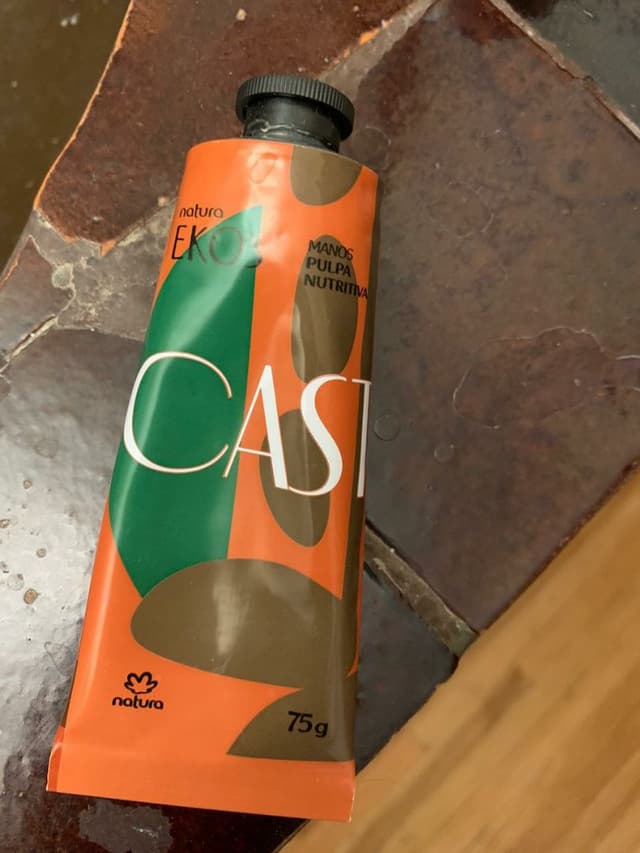 natura
EKOS
MANOS
PULPA
NUTRITIVA
CAST
natura
75g